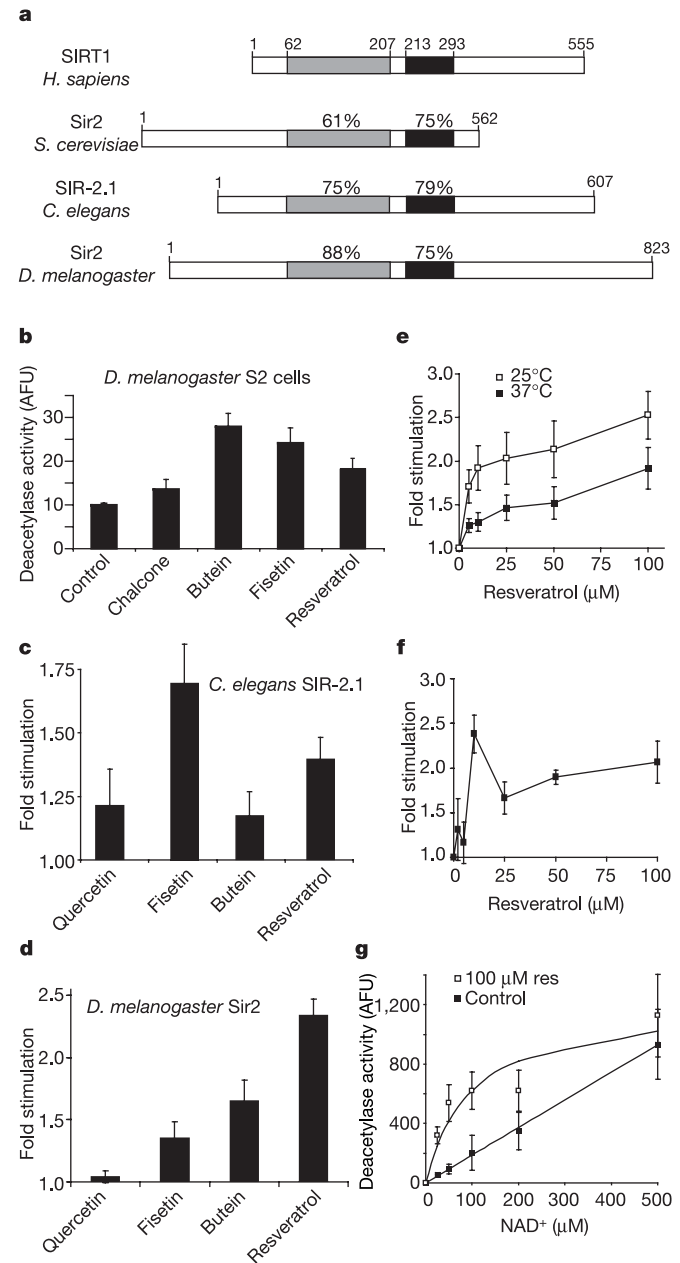 a
1 62 207 213 293 555
SIRT1
H. sapiens
1 61% 75% 562
Sir2
S. cerevisiae
1 75% 79% 607
SIR-2.1
C. elegans
1 88% 75% 823
Sir2
D. melanogaster
b
D. melanogaster S2 cells
Deacetylase activity (AFU)
30
20
10
0
Control
Chalcone
Butein
Fisetin
Resveratrol
e
25°C
37°C
Fold stimulation
3.0
2.5
2.0
1.5
1.0
0 25 50 75 100
Resveratrol (μM)
c
C. elegans SIR-2.1
Fold stimulation
1.75
1.50
1.25
1.00
Quercetin
Fisetin
Butein
Resveratrol
f
Fold stimulation
3.0
2.5
2.0
1.5
1.0
0 25 50 75 100
Resveratrol (μM)
d
D. melanogaster Sir2
Fold stimulation
2.5
2.0
1.5
1.0
Quercetin
Fisetin
Butein
Resveratrol
g
100 μM res
Control
Deacetylase activity (AFU)
1,200
800
400
0
0 100 200 300 400 500
NAD+ (μM)